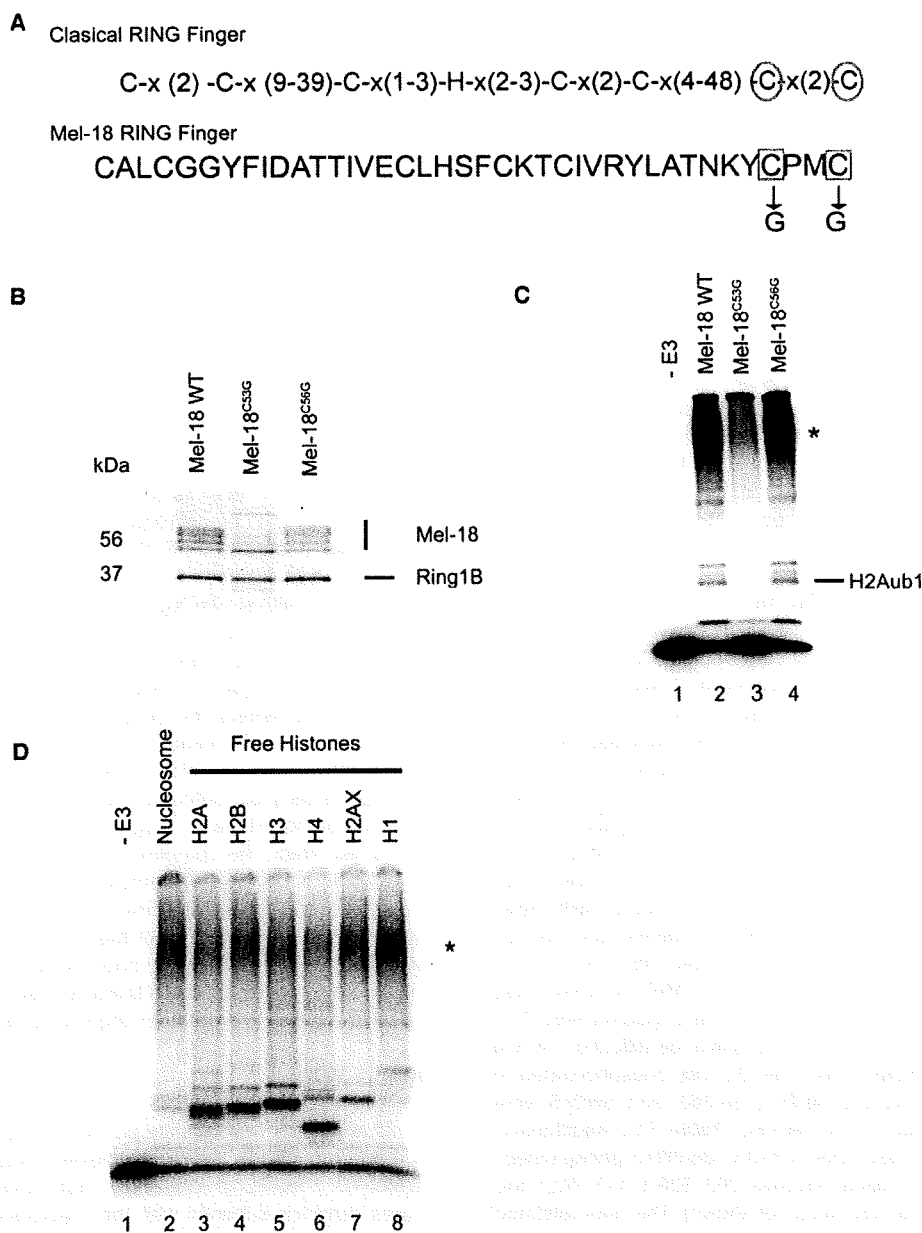 A
Clasical RING Finger
C-x (2) -C-x (9-39)-C-x(1-3)-H-x(2-3)-C-x(2)-C-x(4-48) -C-x(2)-C
Mel-18 RING Finger
CALCGGYFIDATTIVECLHSFCKTCIVRYLATNKYCPMC
G G
B
Mel-18 WT
Mel-18C53G
Mel-18C56G
kDa
56
Mel-18
37
Ring1B
C
- E3
Mel-18 WT
Mel-18C53G
Mel-18C56G
*
H2Aub1
1 2 3 4
D
Free Histones
- E3
Nucleosome
H2A
H2B
H3
H4
H2AX
H1
*
1 2 3 4 5 6 7 8